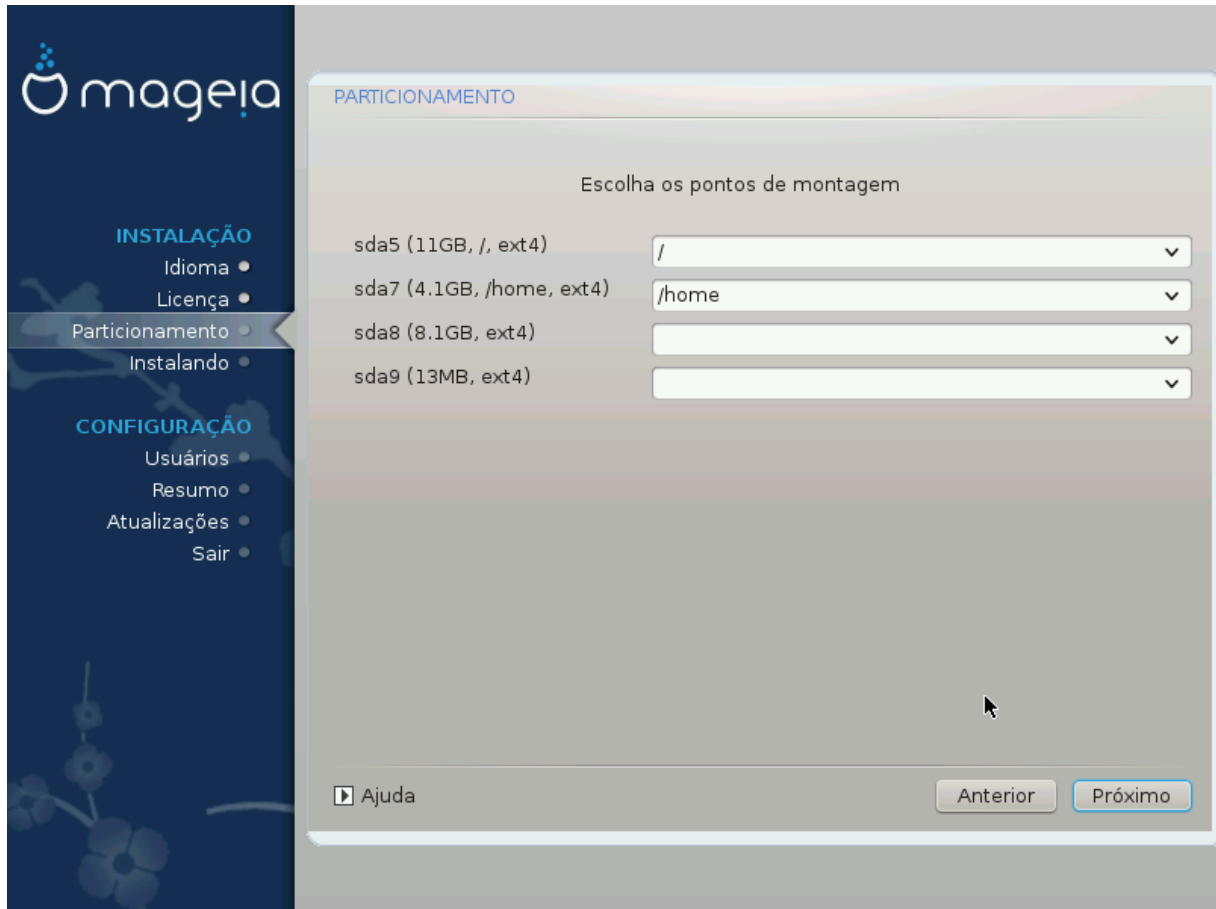 mageia
INSTALAÇÃO
Idioma
Licença
Particionamento
Instalando
CONFIGURAÇÃO
Usuários
Resumo
Atualizações
Sair
PARTICIONAMENTO
Escolha os pontos de montagem
sda5 (11GB, /, ext4) /
sda7 (4.1GB, /home, ext4) /home
sda8 (8.1GB, ext4)
sda9 (13MB, ext4)
Ajuda
Anterior Próximo